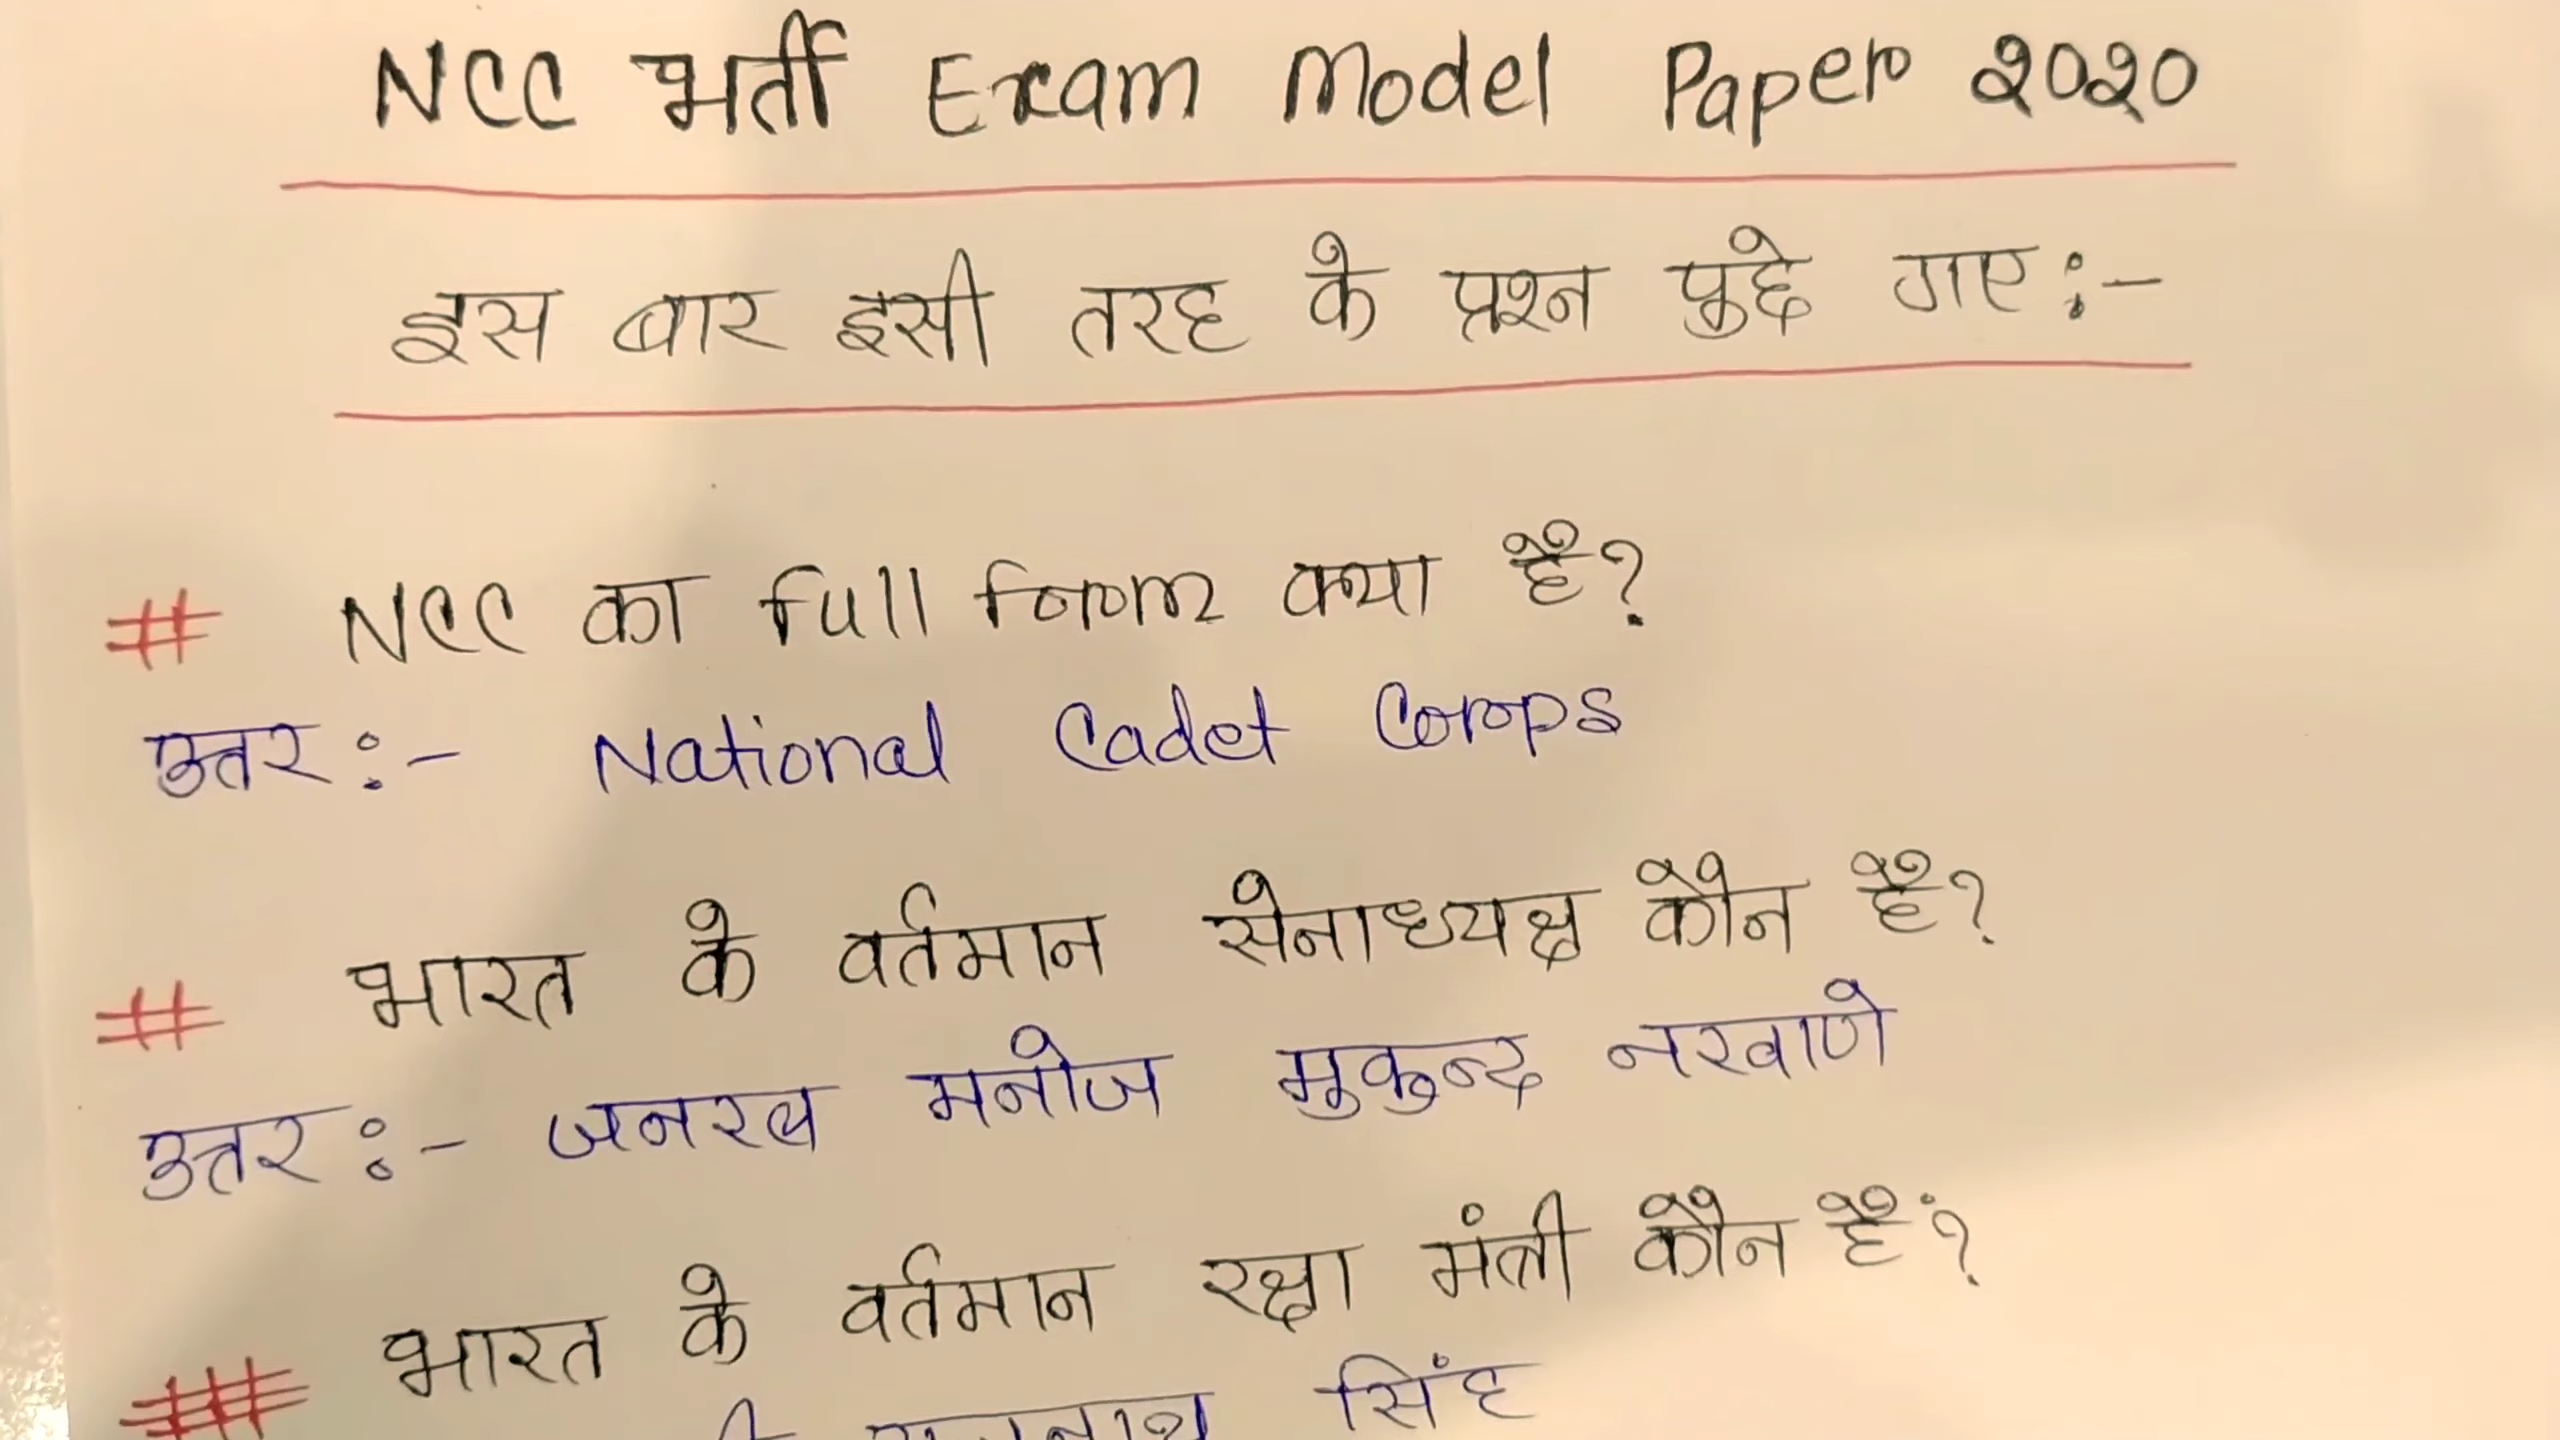 NCC भर्ती Exam Model Paper 2020
इस बार इसी तरह के प्रश्न पुछे गए:-
# NCC का full form क्या है?
उत्तर:- National Cadet Corps
# भारत के वर्तमान सेनाध्यक्ष कौन है?
उत्तर:- जनरल मनोज मुकुन्द नरवाणे
# भारत के वर्तमान रक्षा मंत्री कौन हैं?
सिंह